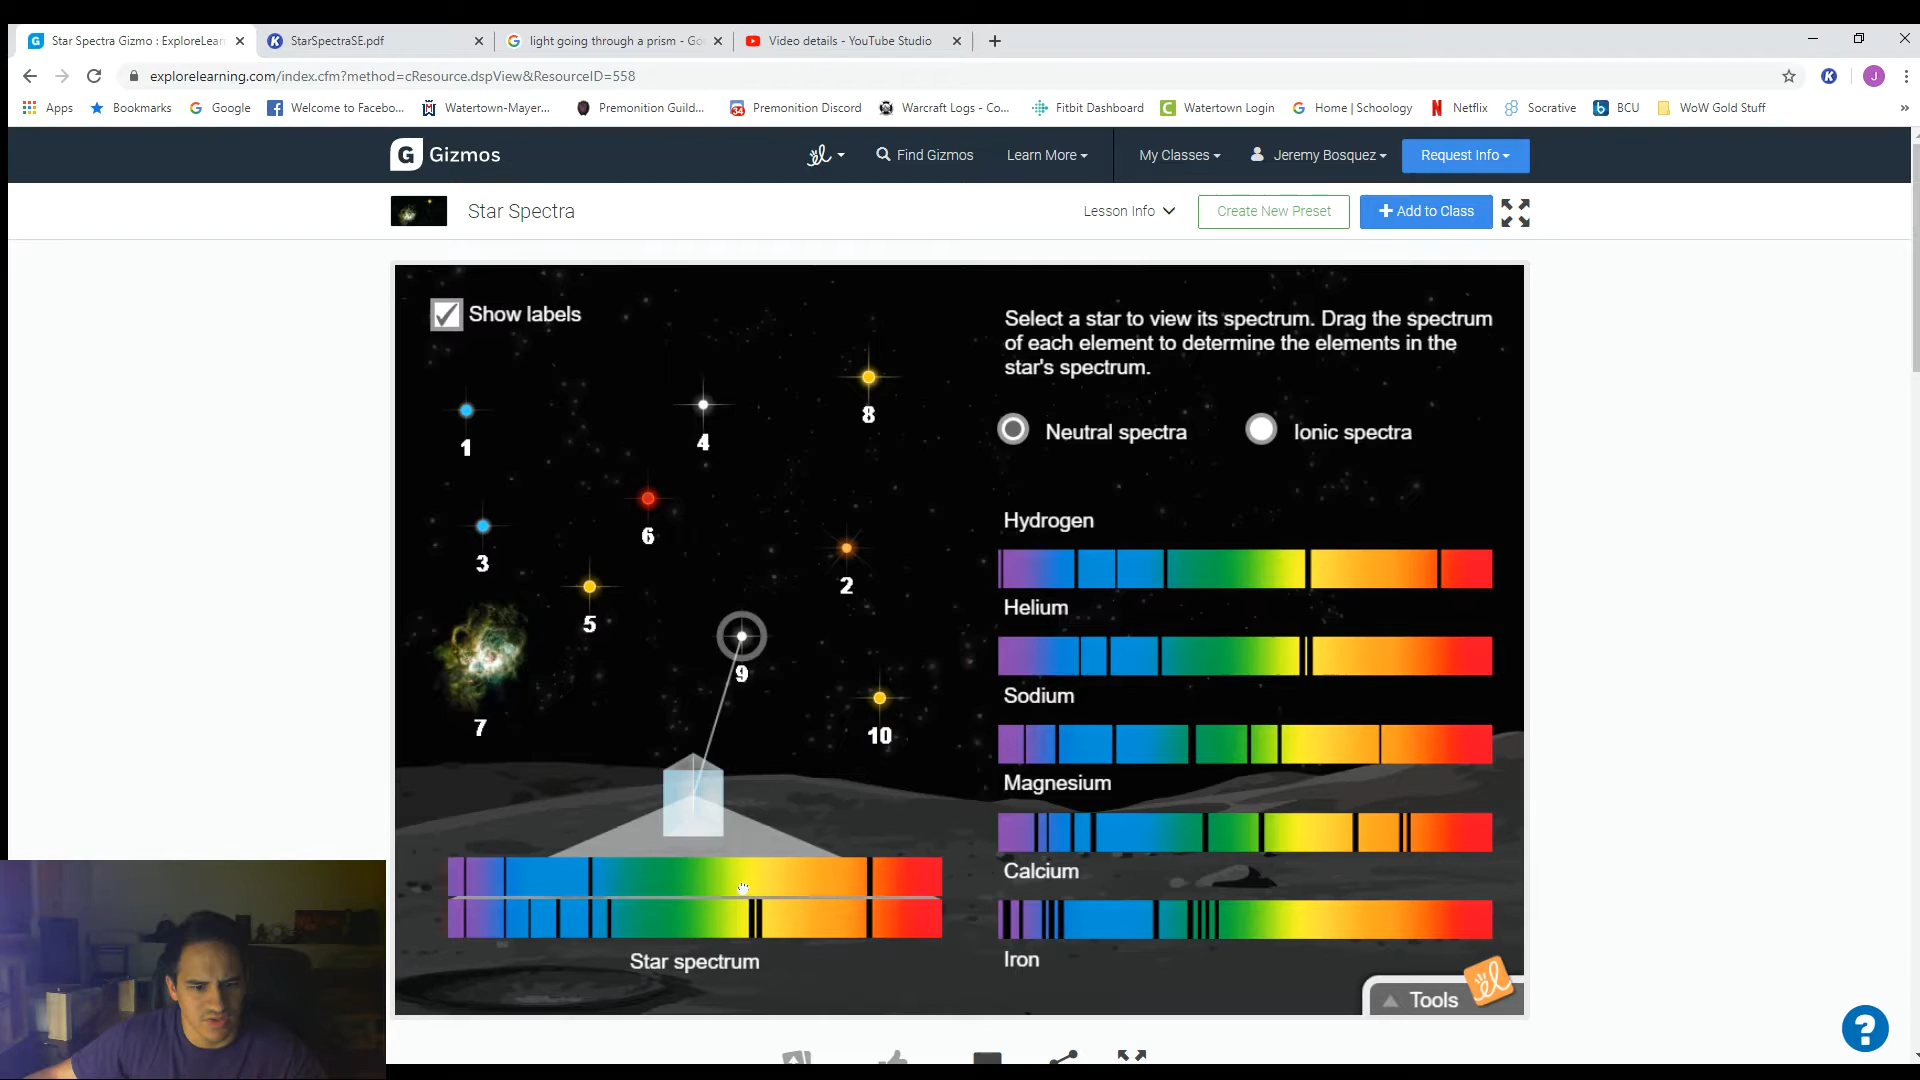 Star Spectra Gizmo : ExploreLear
StarSpectraSE.pdf
light going through a prism - Go
Video details - YouTube Studio
explorelearning.com/index.cfm?method=cResource.dspView&ResourceID=558
K
J
Apps
Bookmarks
Google
Welcome to Facebo...
Watertown-Mayer...
Premonition Guild...
Premonition Discord
Warcraft Logs - Co...
Fitbit Dashboard
Watertown Login
Home | Schoology
Netflix
Socrative
BCU
WoW Gold Stuff
G Gizmos
Find Gizmos
Learn More
My Classes
Jeremy Bosquez
Request Info
Star Spectra
Lesson Info
Create New Preset
+ Add to Class
Show labels
Select a star to view its spectrum. Drag the spectrum
of each element to determine the elements in the
star's spectrum.
Neutral spectra
Ionic spectra
8
1
4
6
3
2
5
9
7
10
Hydrogen
Helium
Sodium
Magnesium
Calcium
Iron
Star spectrum
Tools
?